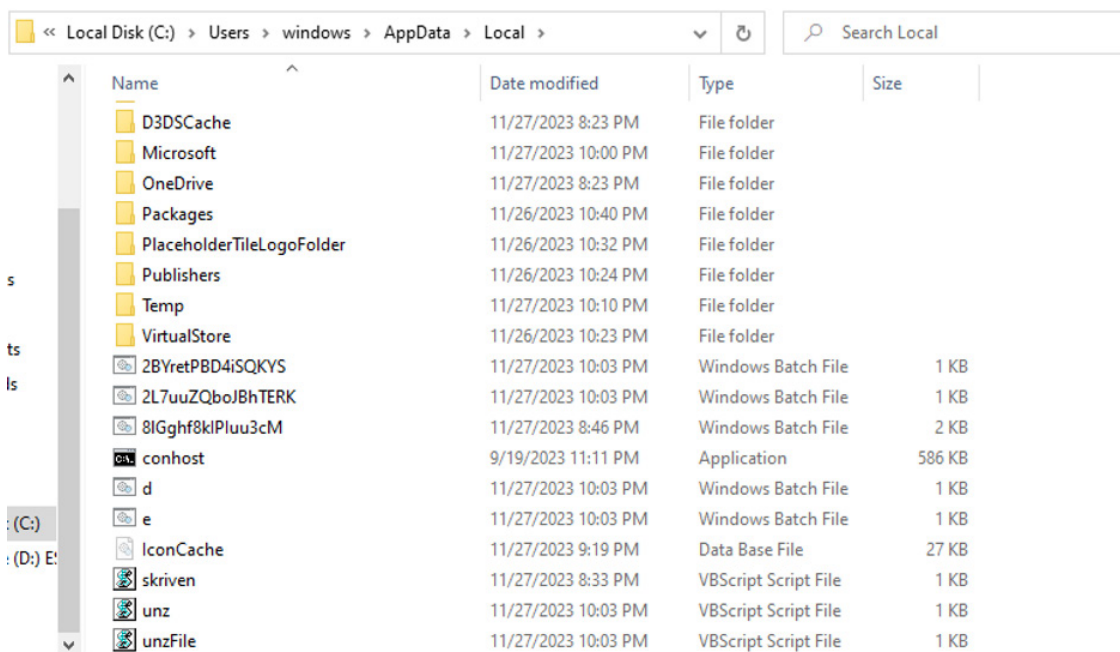 « Local Disk (C:) > Users > windows > AppData > Local > Search Local
Name Date modified Type Size
D3DSCache 11/27/2023 8:23 PM File folder
Microsoft 11/27/2023 10:00 PM File folder
OneDrive 11/27/2023 8:23 PM File folder
Packages 11/26/2023 10:40 PM File folder
PlaceholderTileLogoFolder 11/26/2023 10:32 PM File folder
s Publishers 11/26/2023 10:24 PM File folder
Temp 11/27/2023 10:10 PM File folder
ts VirtualStore 11/26/2023 10:23 PM File folder
ls 2BYretPBD4iSQKYS 11/27/2023 10:03 PM Windows Batch File 1 KB
2L7uuZQboJBhTERK 11/27/2023 10:03 PM Windows Batch File 1 KB
8IGghf8klPIuu3cM 11/27/2023 8:46 PM Windows Batch File 2 KB
conhost 9/19/2023 11:11 PM Application 586 KB
d 11/27/2023 10:03 PM Windows Batch File 1 KB
: (C:) e 11/27/2023 10:03 PM Windows Batch File 1 KB
: (D:) E IconCache 11/27/2023 9:19 PM Data Base File 27 KB
skriven 11/27/2023 8:33 PM VBScript Script File 1 KB
unz 11/27/2023 10:03 PM VBScript Script File 1 KB
unzFile 11/27/2023 10:03 PM VBScript Script File 1 KB